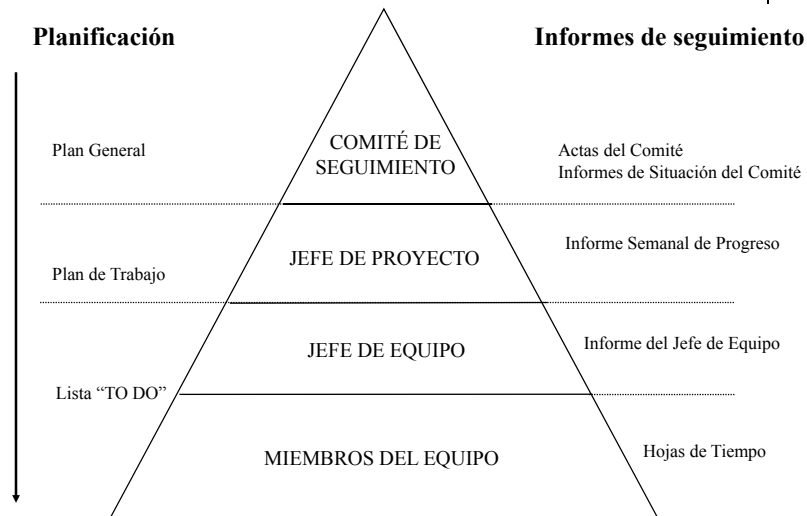 Planificación
Informes de seguimiento
Plan General
COMITÉ DE
SEGUIMIENTO
Actas del Comité
Informes de Situación del Comité
Plan de Trabajo
JEFE DE PROYECTO
Informe Semanal de Progreso
JEFE DE EQUIPO
Informe del Jefe de Equipo
Lista “TO DO”
MIEMBROS DEL EQUIPO
Hojas de Tiempo